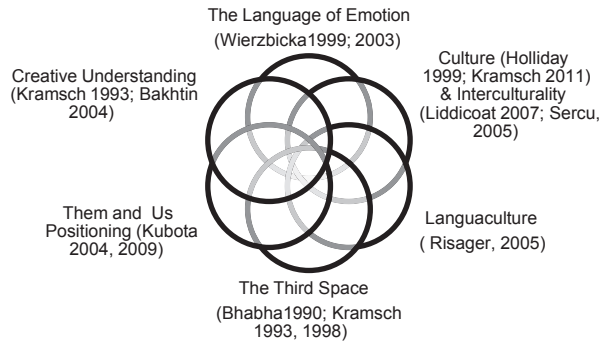 The Language of Emotion
(Wierzbicka1999; 2003)
Culture (Holliday
1999; Kramsch 2011)
& Interculturality
(Liddicoat 2007; Sercu,
2005)
Languaculture
( Risager, 2005)
The Third Space
(Bhabha1990; Kramsch
1993, 1998)
Them and Us
Positioning (Kubota
2004, 2009)
Creative Understanding
(Kramsch 1993; Bakhtin
2004)